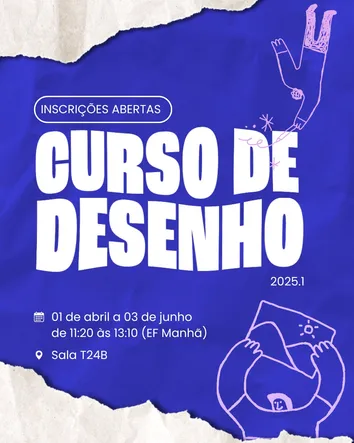 INSCRIÇÕES ABERTAS
CURSO DE
DESENHO
2025.1
01 de abril a 03 de junho
de 11:20 às 13:10 (EF Manhã)
Sala T24B